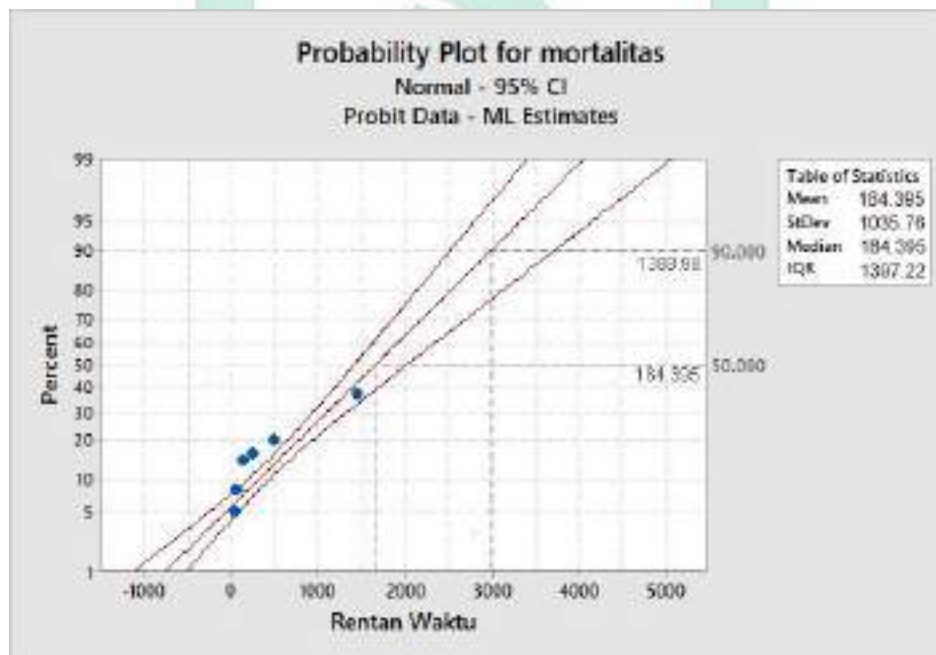 Probability Plot for mortalitas
Normal - 95% CI
Probit Data - ML Estimates
99
95
90
80
70
60
50
40
30
20
10
5
1
Percent
-1000 0 1000 2000 3000 4000 5000
Rentan Waktu
90.000
50.000
184.395
Table of Statistics
Mean 184.395
StDev 1035.76
Median 184.395
IQR 1397.22